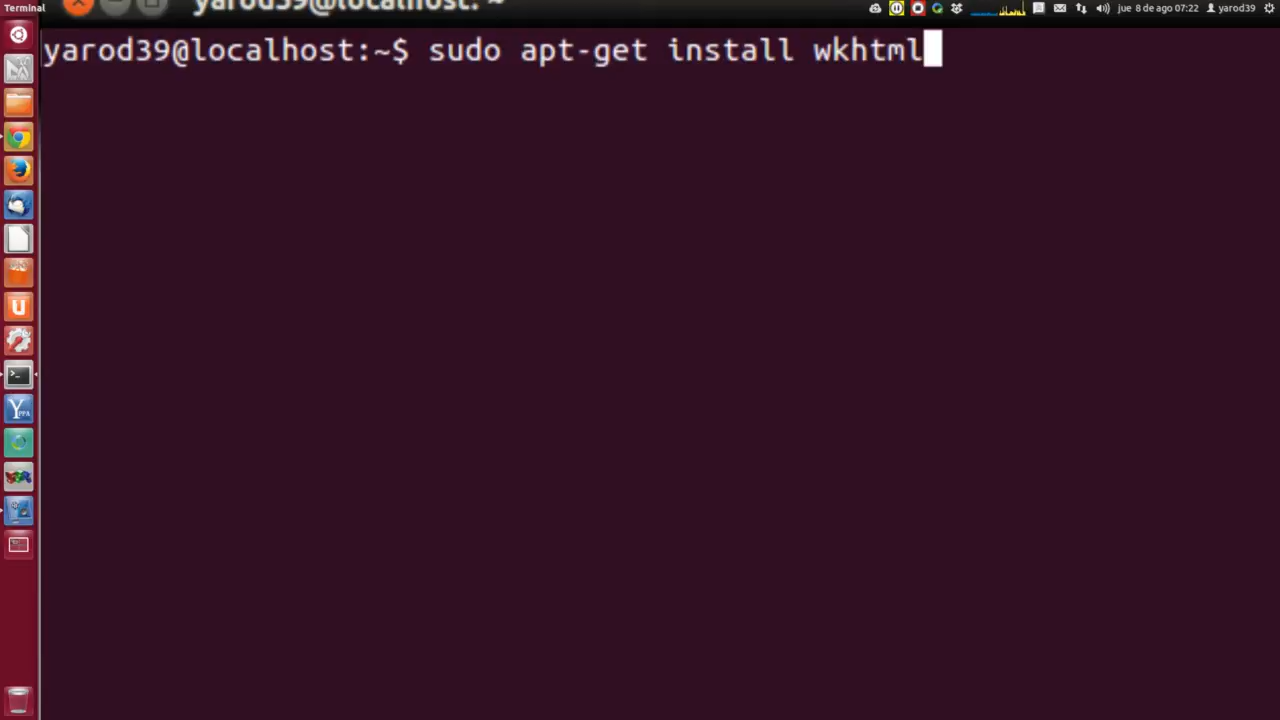 Terminal
yarod39@localhost: ~
jue 8 de ago 07:22
yarod39
yarod39@localhost:~$ sudo apt-get install wkhtml